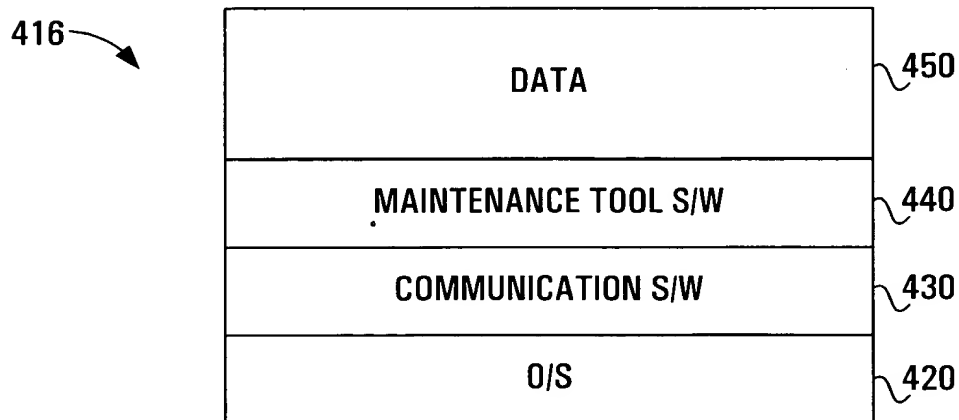 416
DATA
450
MAINTENANCE TOOL S/W
440
COMMUNICATION S/W
430
O/S
420